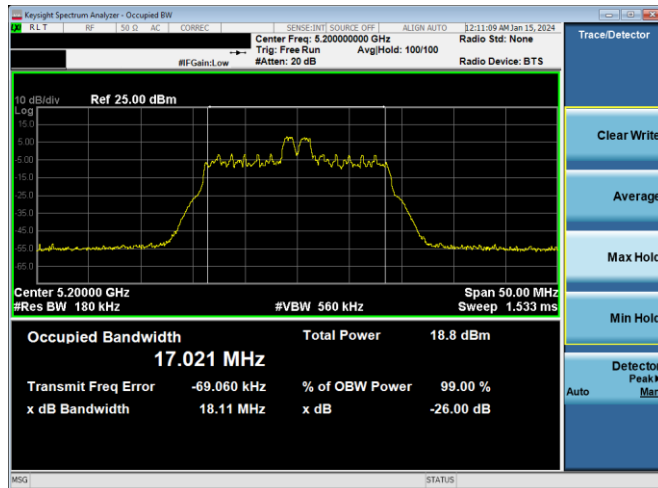 Keysight Spectrum Analyzer - Occupied BW
RLT RF 50 Ω AC CORREC SENSE:INT SOURCE OFF ALIGN AUTO 12:11:09 AM Jan 15, 2024
Center Freq: 5.200000000 GHz Radio Std: None
Trig: Free Run Avg|Hold: 100/100
#IFGain:Low #Atten: 20 dB Radio Device: BTS
Trace/Detector
10 dB/div Ref 25.00 dBm
Log
15.0
5.00
-5.00
-15.0
-25.0
-35.0
-45.0
-55.0
-65.0
Center 5.20000 GHz Span 50.00 MHz
#Res BW 180 kHz #VBW 560 kHz Sweep 1.533 ms
Occupied Bandwidth Total Power 18.8 dBm
17.021 MHz
Transmit Freq Error -69.060 kHz % of OBW Power 99.00 %
x dB Bandwidth 18.11 MHz x dB -26.00 dB
Clear Write
Average
Max Hold
Min Hold
Detector
Peak
Auto Man
MSG STATUS